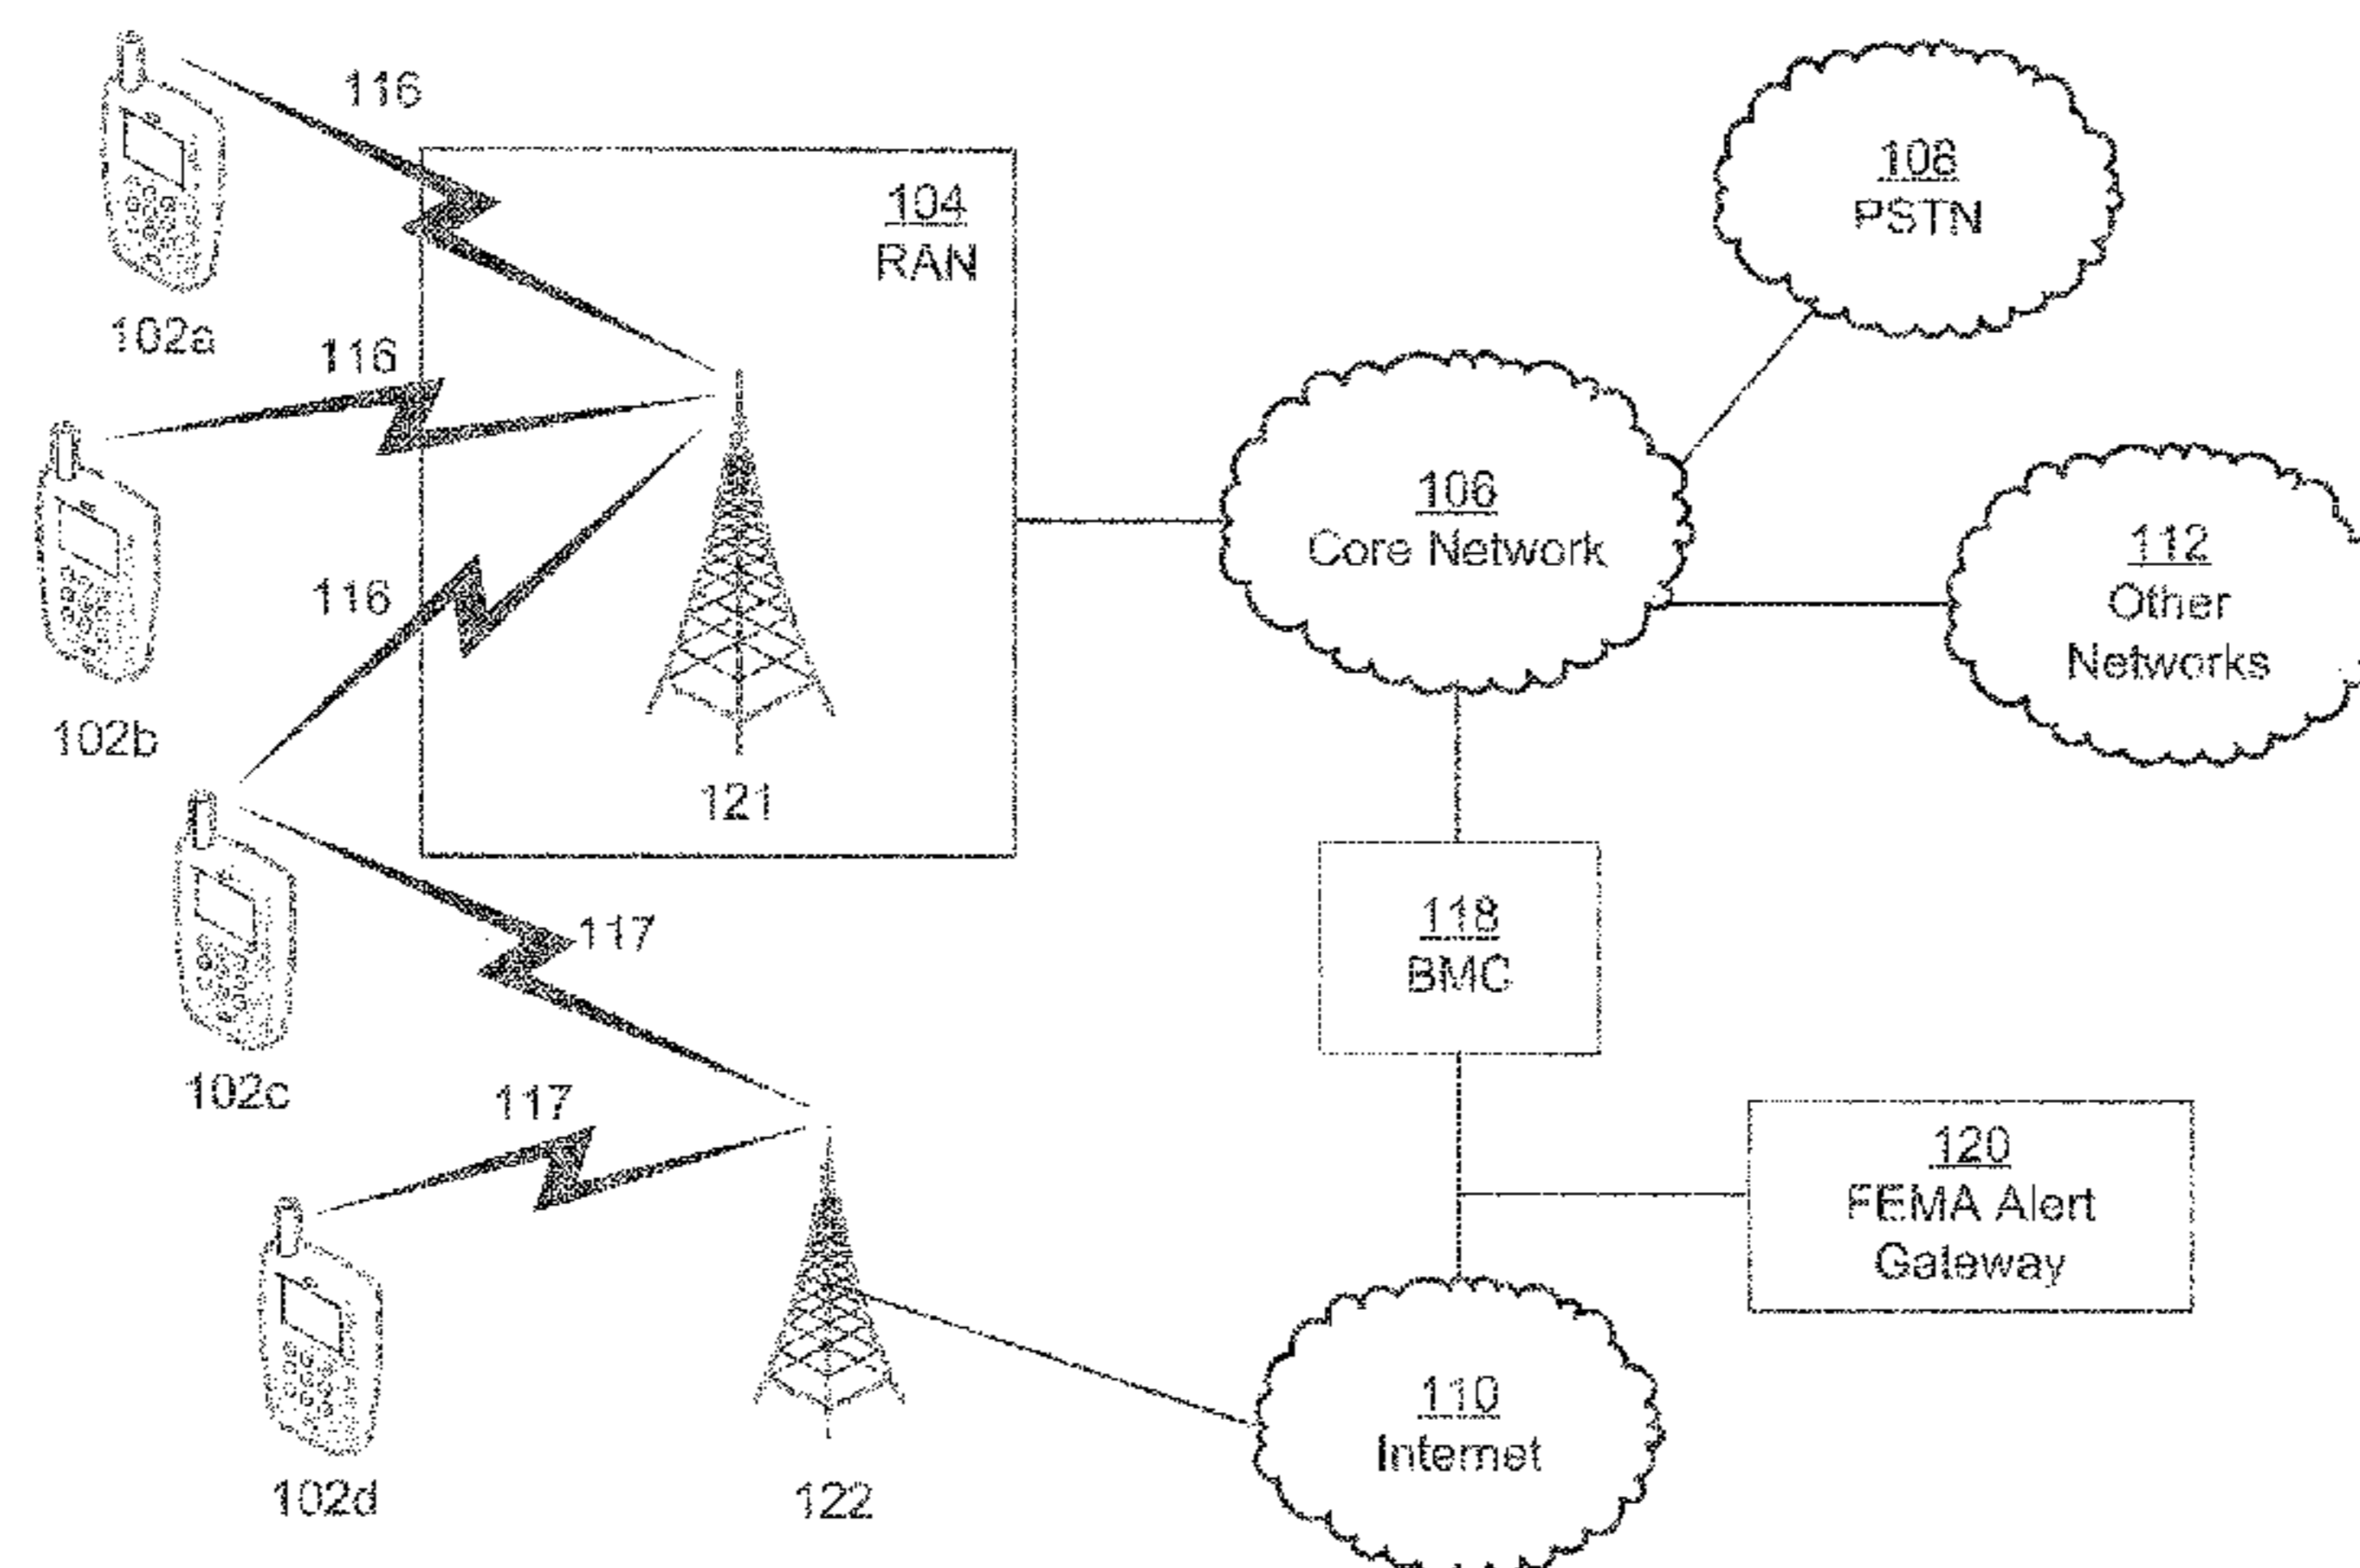 116
104
RAN
108
PSTN
102a
116
106
Core Network
112
Other
Networks
116
102b
121
118
BMC
117
102c
117
120
FEMA Alert
Gateway
110
Internet
102d
122